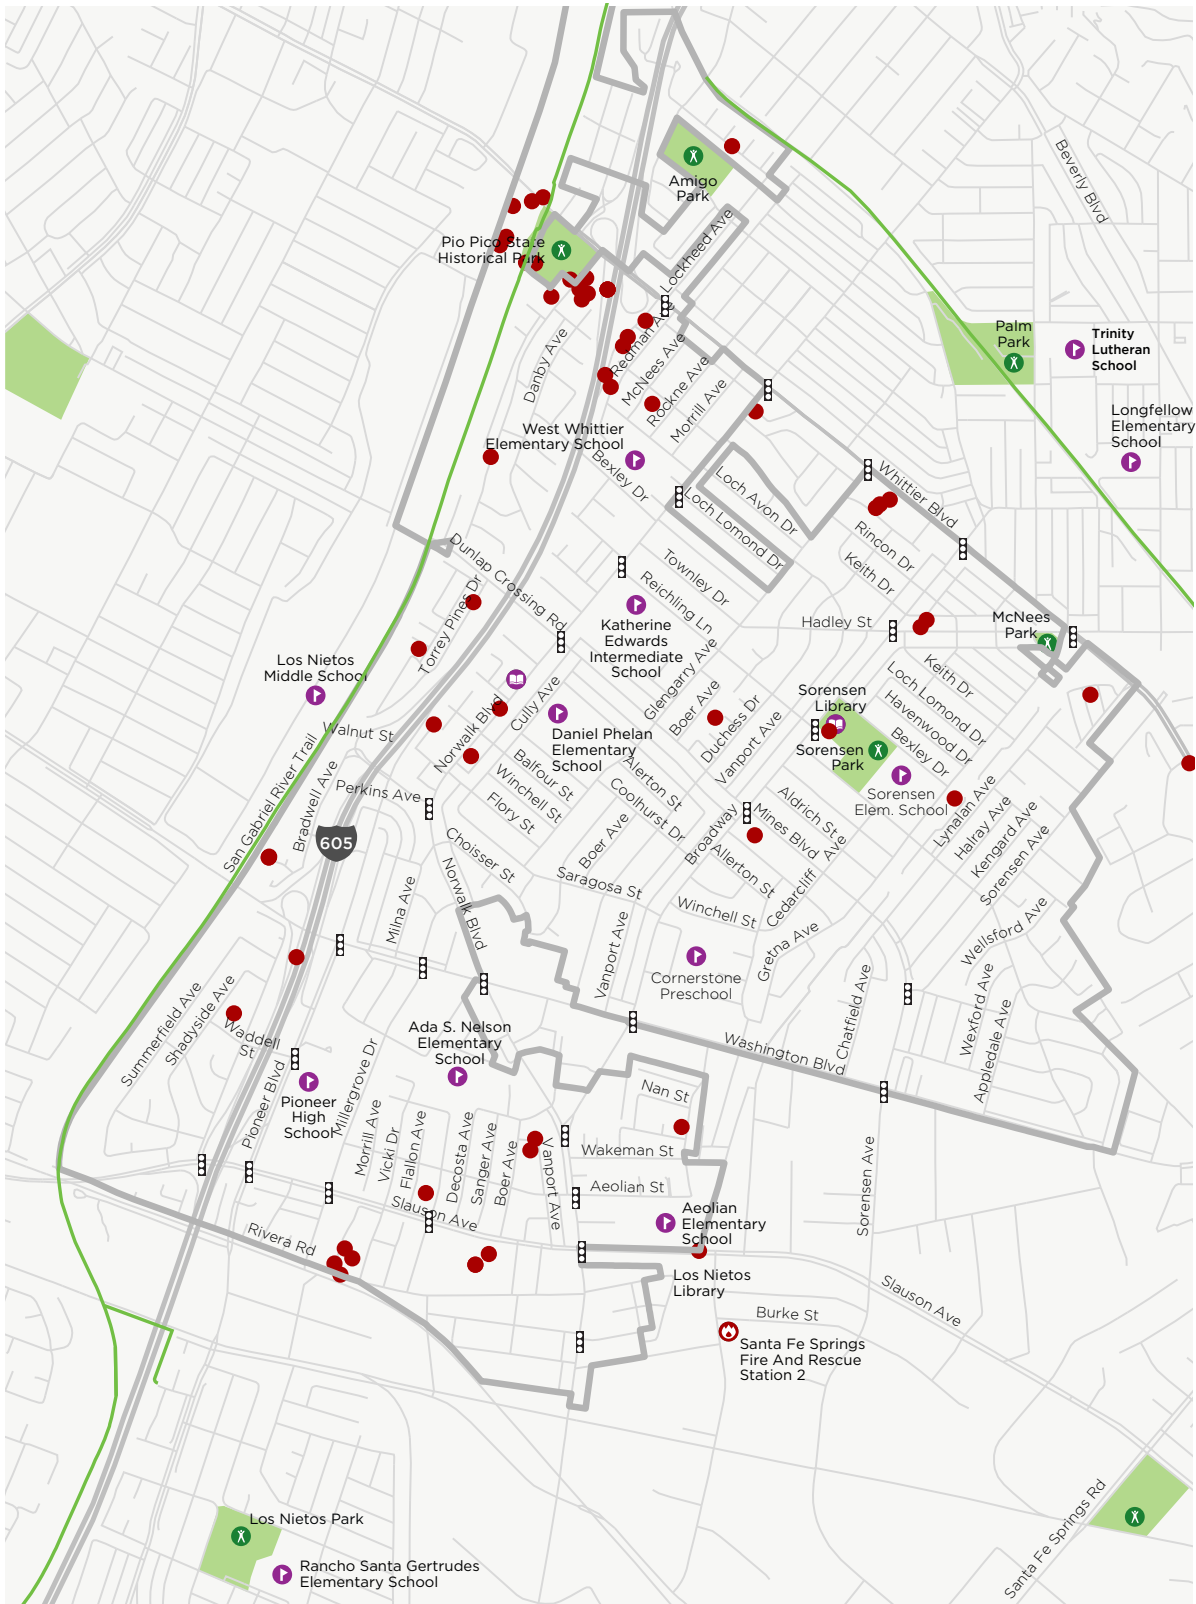 Beverly Blvd
Amigo
Park
Lockheed Ave
Pio Pico State
Historical Park
Palm
Park
Trinity
Lutheran
School
Redman Ave
Danby Ave
McNees Ave
Rockne Ave
Morrill Ave
Longfellow
Elementary
School
West Whittier
Elementary School
Bexley Dr
Loch Avon Dr
Loch Lomond Dr
Whittier Blvd
Rincon Dr
Keith Dr
Dunlap Crossing Rd
Townley Dr
Reichling Ln
Torrey Pines Dr
Katherine
Edwards
Intermediate
School
Hadley St
McNees
Park
Los Nietos
Middle School
Glengarry Ave
Keith Dr
Loch Lomond Dr
Havenwood Dr
Bexley Dr
Sorensen
Library
Sorensen
Park
Boer Ave
Duchess Dr
Vanport Ave
Norwalk Blvd
Cully Ave
Walnut St
Daniel Phelan
Elementary
School
Sorensen
Elem. School
San Gabriel River Trail
Bradwell Ave
Perkins Ave
Balfour St
Winchell St
Flory St
Alerton St
Coolhurst Dr
Aldrich St
Mines Blvd
Broadway
Allerton St
Cedarcliff Ave
Lynalan Ave
Halray Ave
Kengard Ave
Sorensen Ave
605
Choisser St
Boer Ave
Saragosa St
Norwalk Blvd
Milna Ave
Winchell St
Gretna Ave
Wellsford Ave
Vanport Ave
Cornerstone
Preschool
Chatfield Ave
Wexford Ave
Appledale Ave
Summerfield Ave
Shadyside Ave
Waddell
St
Ada S. Nelson
Elementary
School
Washington Blvd
Pioneer Blvd
Pioneer
High
School
Millergrove Dr
Nan St
Morrill Ave
Vicki Dr
Flallon Ave
Decosta Ave
Sanger Ave
Boer Ave
Vanport Ave
Wakeman St
Aeolian St
Sorensen Ave
Slauson Ave
Rivera Rd
Aeolian
Elementary
School
Los Nietos
Library
Slauson Ave
Burke St
Santa Fe Springs
Fire And Rescue
Station 2
Santa Fe Springs Rd
Los Nietos Park
Rancho Santa Gertrudes
Elementary School